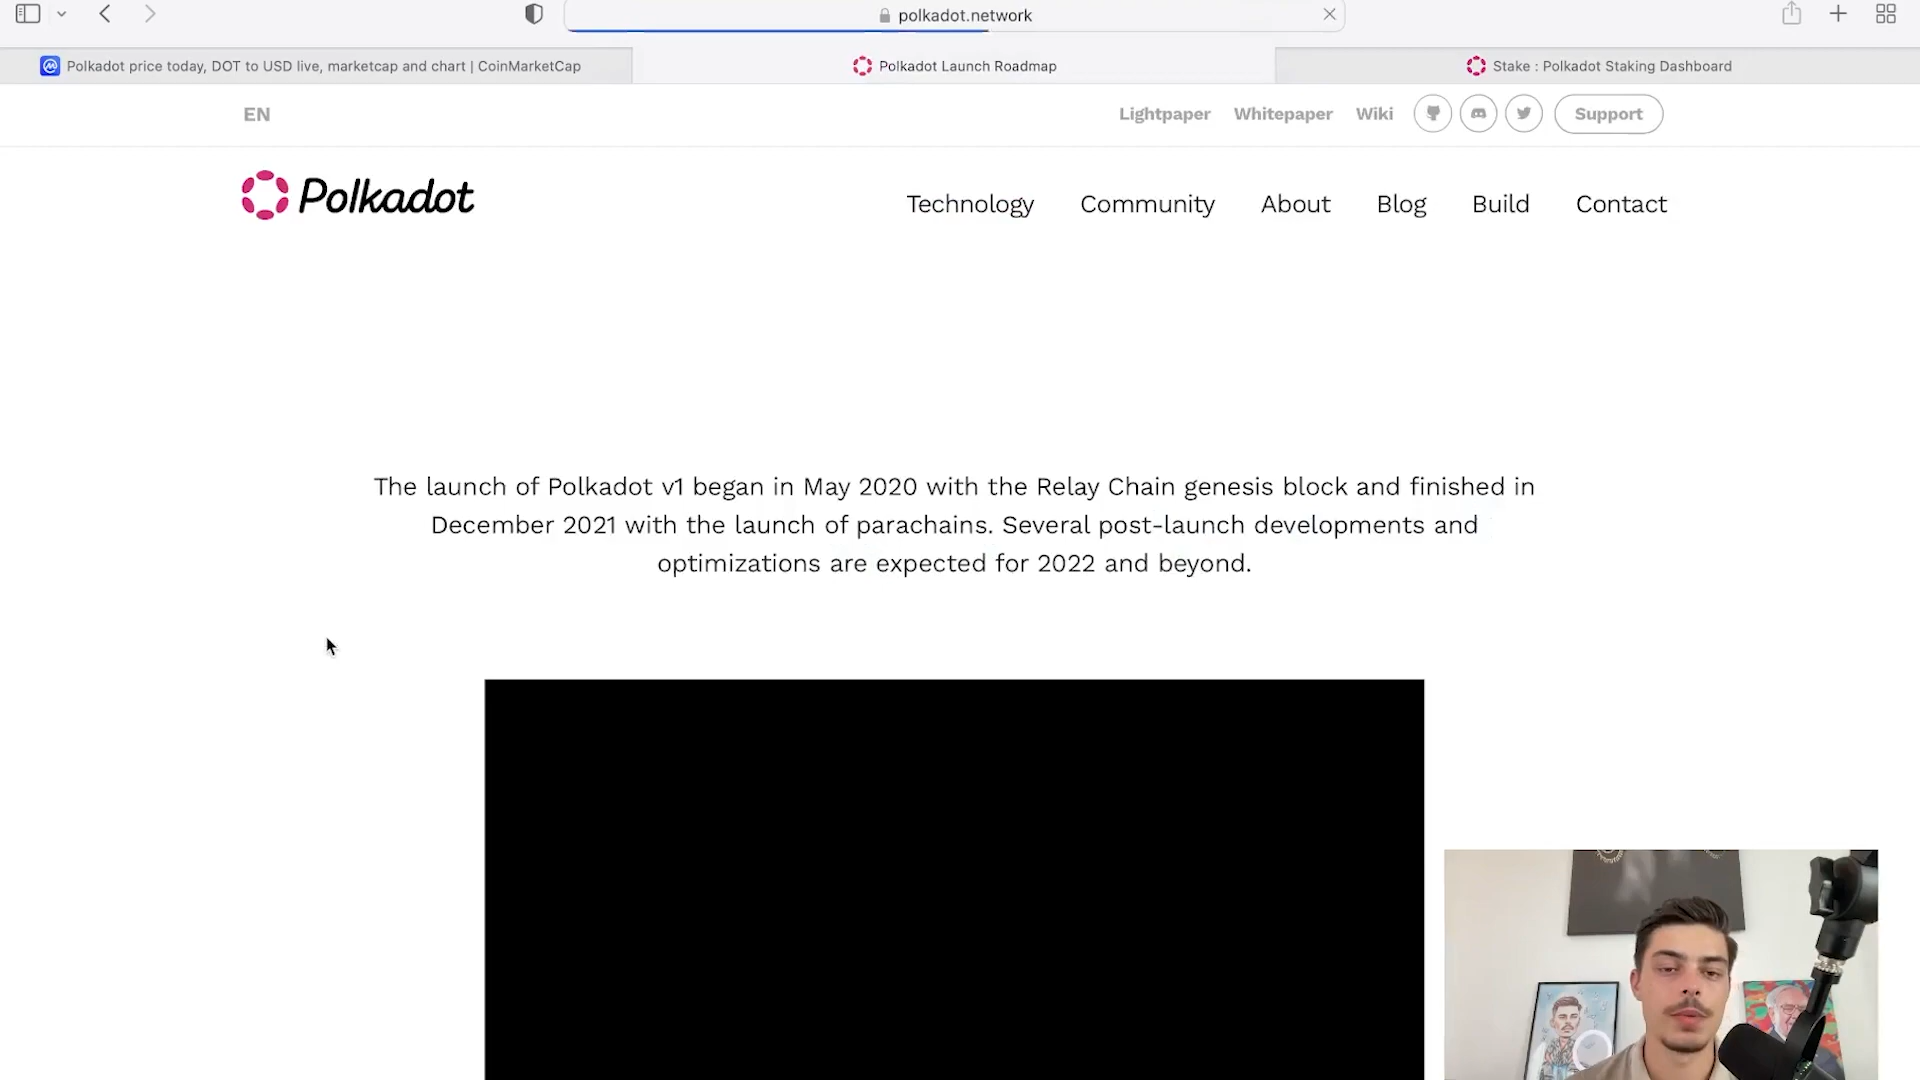 polkadot.network
Polkadot price today, DOT to USD live, marketcap and chart | CoinMarketCap
Polkadot Launch Roadmap
Stake : Polkadot Staking Dashboard
EN
Lightpaper
Whitepaper
Wiki
Support
Polkadot
Technology
Community
About
Blog
Build
Contact
The launch of Polkadot v1 began in May 2020 with the Relay Chain genesis block and finished in
December 2021 with the launch of parachains. Several post-launch developments and
optimizations are expected for 2022 and beyond.